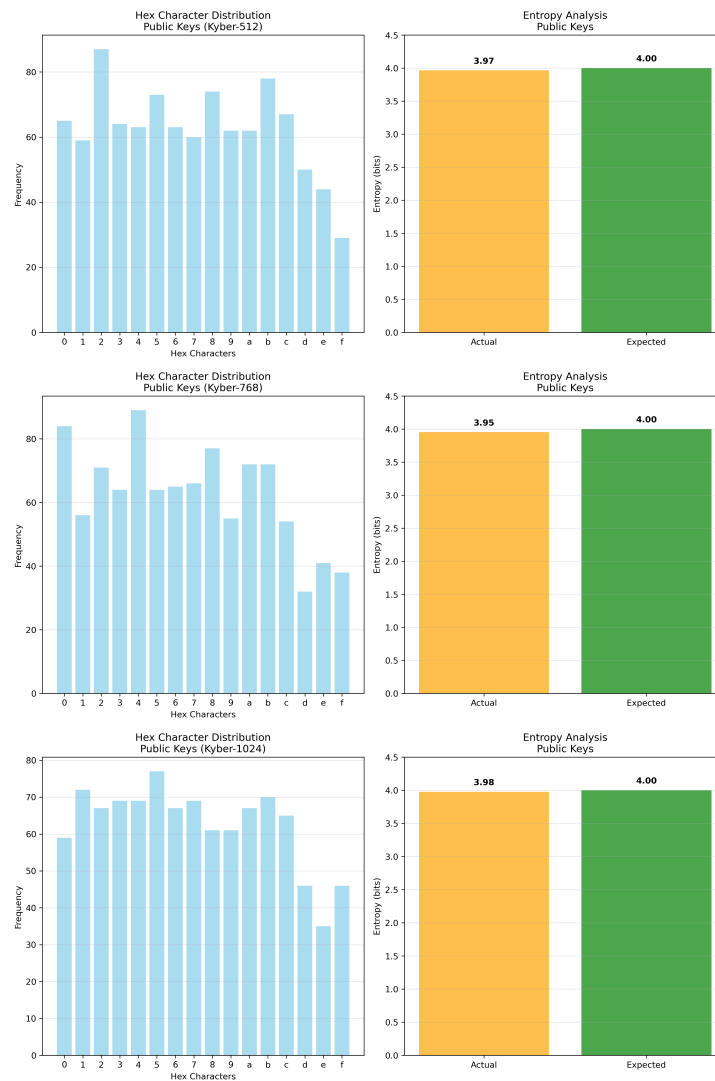 Hex Character Distribution
Public Keys (Kyber-512)
Frequency
80
60
40
20
0
0 1 2 3 4 5 6 7 8 9 a b c d e f
Hex Characters
Entropy Analysis
Public Keys
Entropy (bits)
4.5
4.0
3.5
3.0
2.5
2.0
1.5
1.0
0.5
0.0
3.97
4.00
Actual Expected
Hex Character Distribution
Public Keys (Kyber-768)
Frequency
80
60
40
20
0
0 1 2 3 4 5 6 7 8 9 a b c d e f
Hex Characters
Entropy Analysis
Public Keys
Entropy (bits)
4.5
4.0
3.5
3.0
2.5
2.0
1.5
1.0
0.5
0.0
3.95
4.00
Actual Expected
Hex Character Distribution
Public Keys (Kyber-1024)
Frequency
80
70
60
50
40
30
20
10
0
0 1 2 3 4 5 6 7 8 9 a b c d e f
Hex Characters
Entropy Analysis
Public Keys
Entropy (bits)
4.5
4.0
3.5
3.0
2.5
2.0
1.5
1.0
0.5
0.0
3.98
4.00
Actual Expected